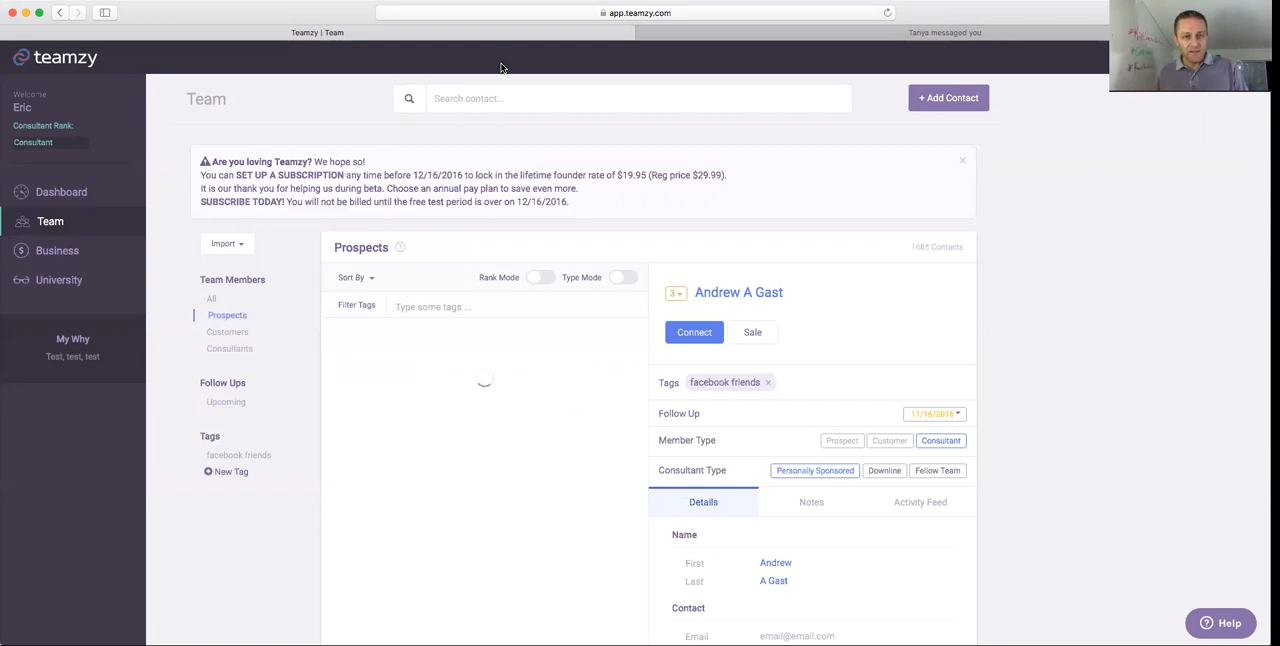 app.teamzy.com
Teamzy | Team
Tanya messaged you
teamzy
Welcome
Eric
Consultant Rank:
Consultant
Dashboard
Team
Business
University
My Why
Test, test, test
Team
Search contact...
+ Add Contact
Are you loving Teamzy? We hope so!
You can SET UP A SUBSCRIPTION any time before 12/16/2016 to lock in the lifetime founder rate of $19.95 (Reg price $29.99).
It is our thank you for helping us during beta. Choose an annual pay plan to save even more.
SUBSCRIBE TODAY! You will not be billed until the free test period is over on 12/16/2016.
Import
Team Members
All
Prospects
Customers
Consultants
Follow Ups
Upcoming
Tags
facebook friends
New Tag
Prospects
1685 Contacts
Sort By
Rank Mode
Type Mode
Filter Tags
Type some tags ...
3
Andrew A Gast
Connect
Sale
Tags
facebook friends
Follow Up
11/16/2016
Member Type
Prospect
Customer
Consultant
Consultant Type
Personally Sponsored
Downline
Fellow Team
Details
Notes
Activity Feed
Name
First
Andrew
Last
A Gast
Contact
Email
email@email.com
Help